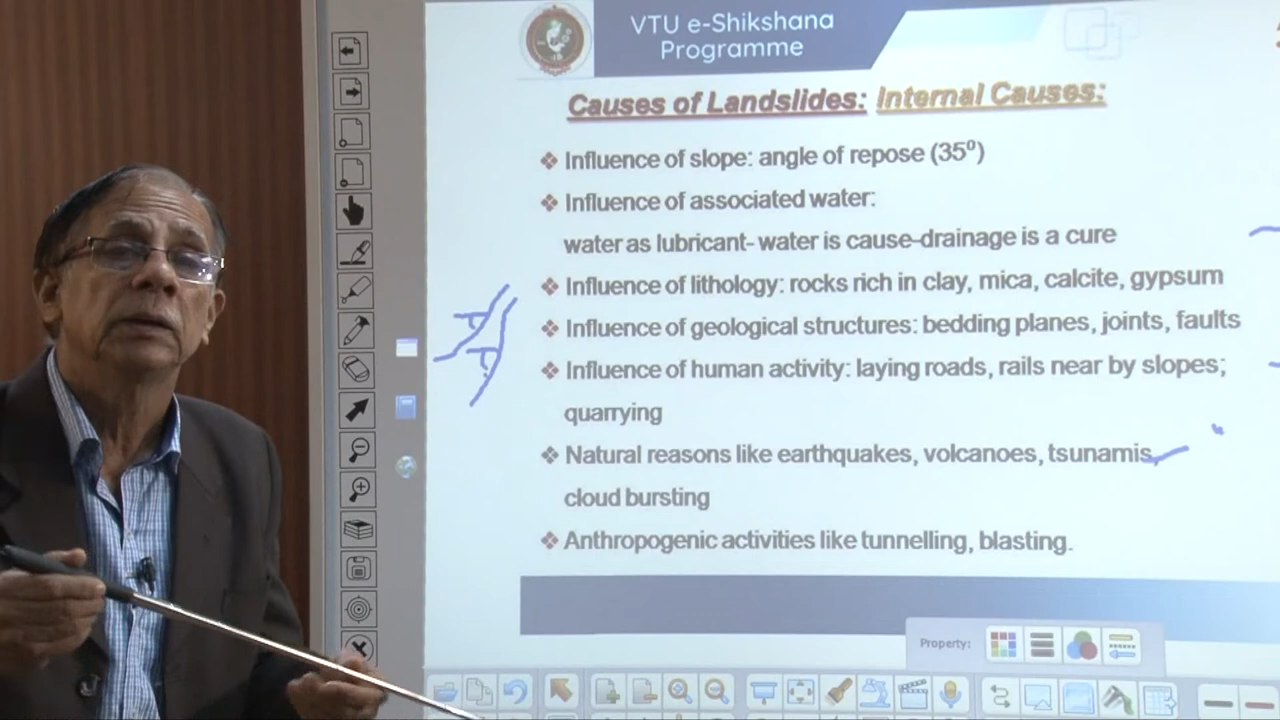 VTU e-Shikshana
Programme
Causes of Landslides: Internal Causes:
❖ Influence of slope: angle of repose (35⁰)
❖ Influence of associated water:
water as lubricant- water is cause-drainage is a cure
❖ Influence of lithology: rocks rich in clay, mica, calcite, gypsum
❖ Influence of geological structures: bedding planes, joints, faults
❖ Influence of human activity: laying roads, rails near by slopes;
quarrying
❖ Natural reasons like earthquakes, volcanoes, tsunamis,
cloud bursting
❖ Anthropogenic activities like tunnelling, blasting.
Property: